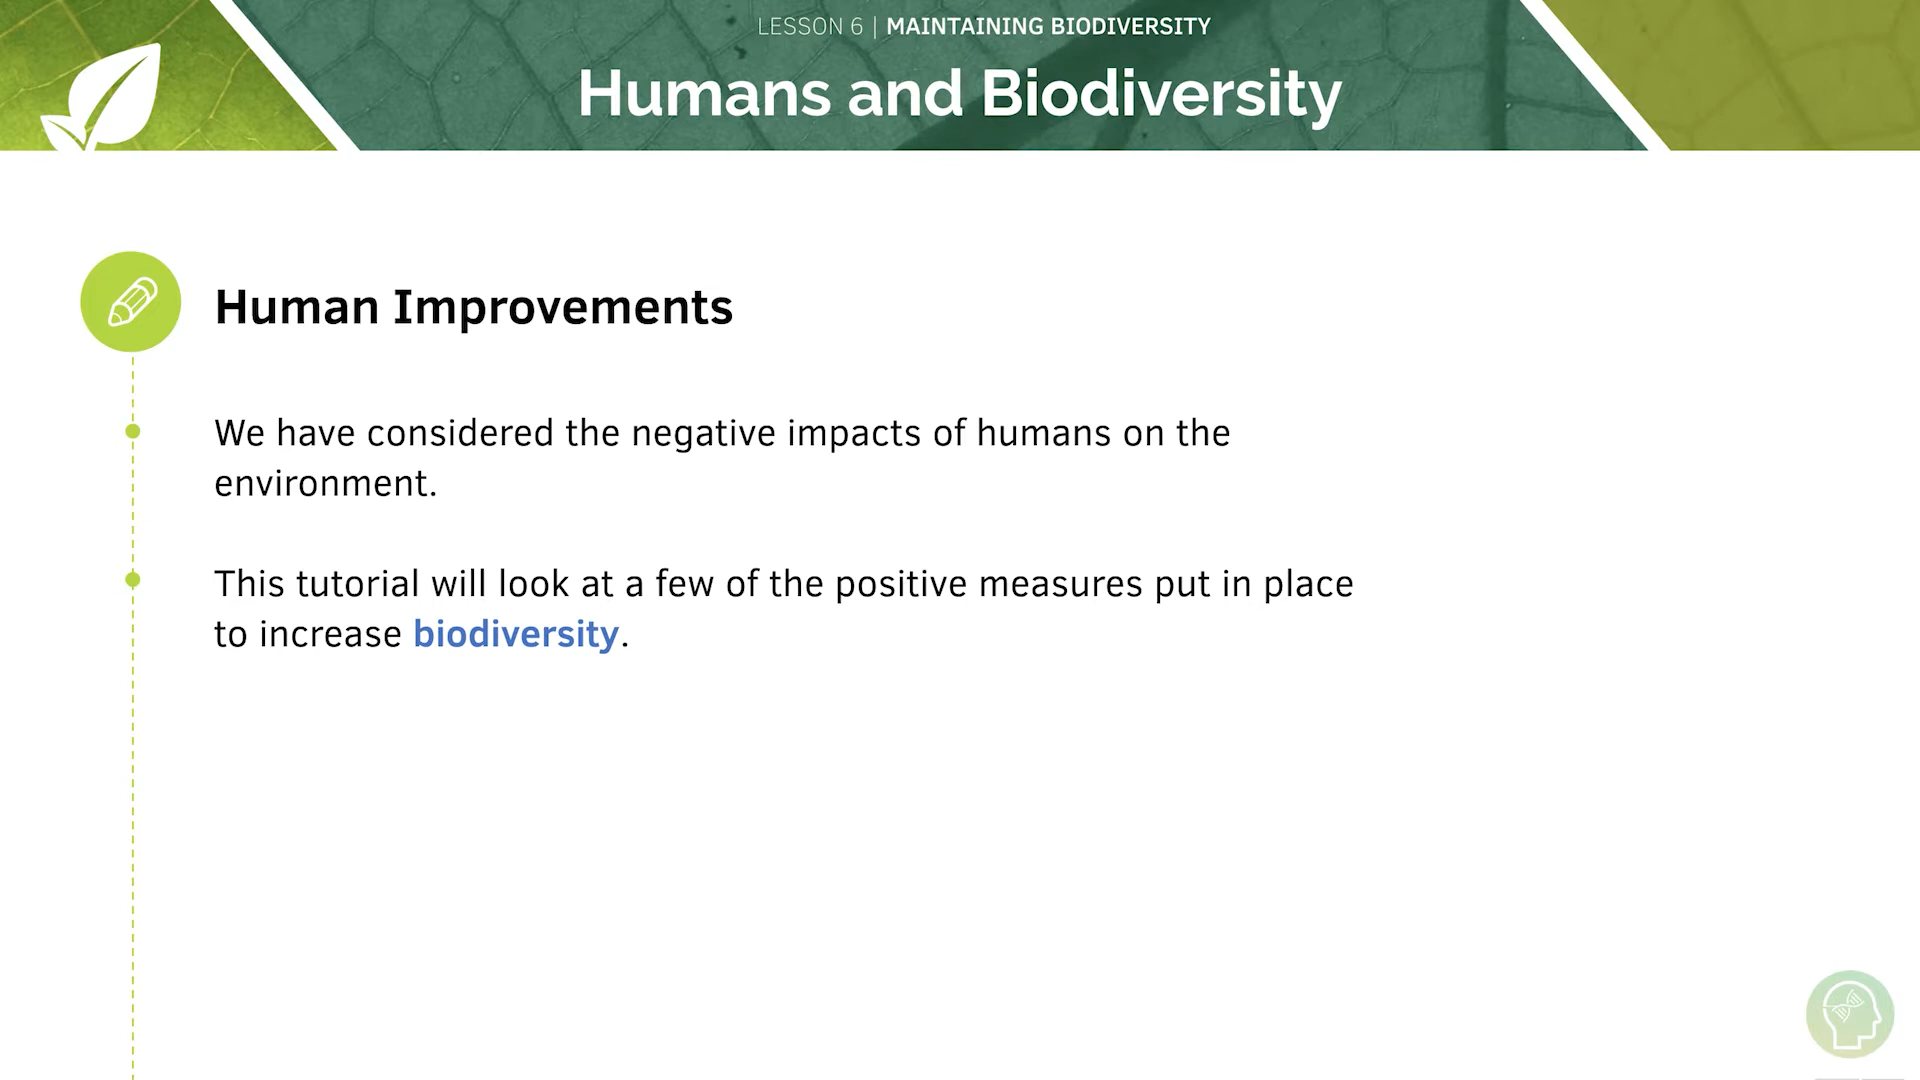 LESSON 6 | MAINTAINING BIODIVERSITY
Humans and Biodiversity
Human Improvements
We have considered the negative impacts of humans on the
environment.
This tutorial will look at a few of the positive measures put in place
to increase biodiversity.